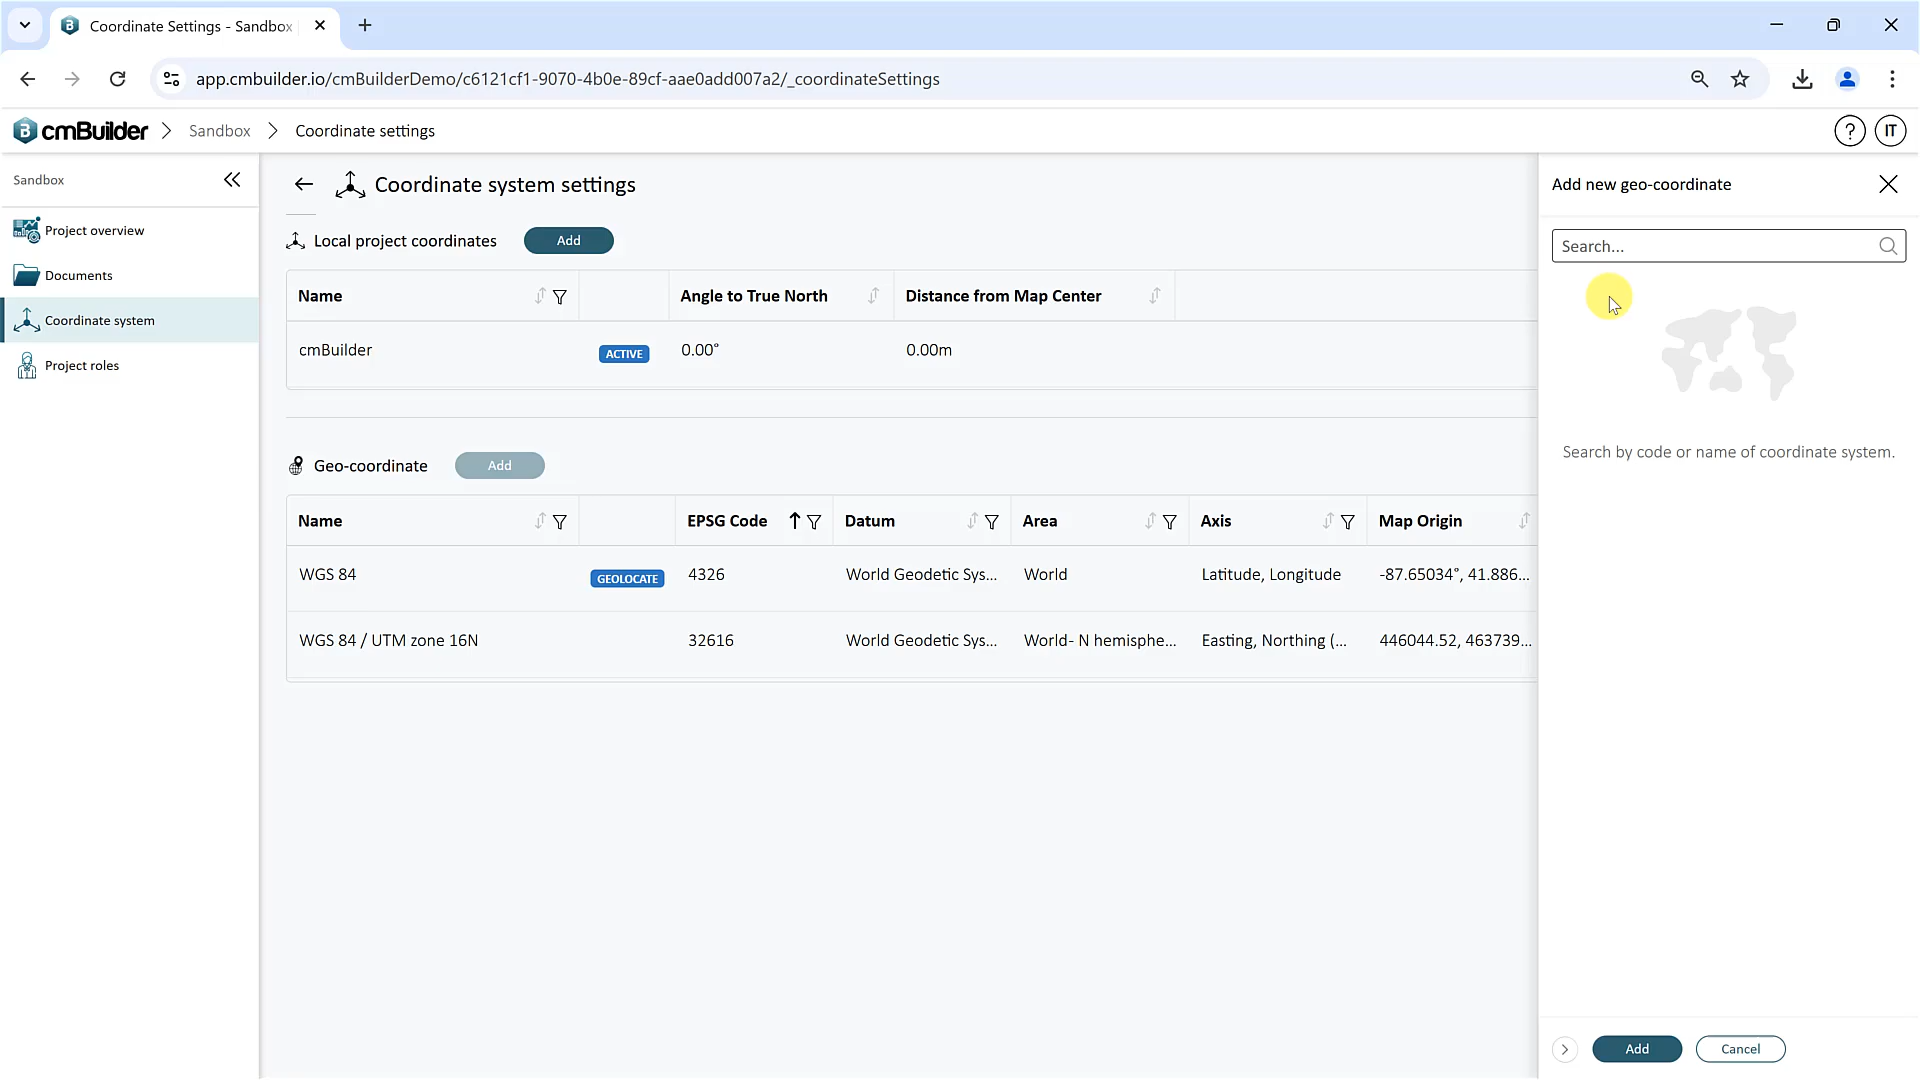 Coordinate Settings - Sandbox
app.cmbuilder.io/cmBuilderDemo/c6121cf1-9070-4b0e-89cf-aae0add007a2/_coordinateSettings
cmBuilder > Sandbox > Coordinate settings
? IT
Sandbox
Project overview
Documents
Coordinate system
Project roles
Coordinate system settings
Local project coordinates Add
Name Angle to True North Distance from Map Center
cmBuilder ACTIVE 0.00° 0.00m
Geo-coordinate Add
Name EPSG Code Datum Area Axis Map Origin
WGS 84 GEOLOCATE 4326 World Geodetic Sys... World Latitude, Longitude -87.65034°, 41.886...
WGS 84 / UTM zone 16N 32616 World Geodetic Sys... World- N hemisphe... Easting, Northing (... 446044.52, 463739...
Add new geo-coordinate
Search...
Search by code or name of coordinate system.
Add Cancel